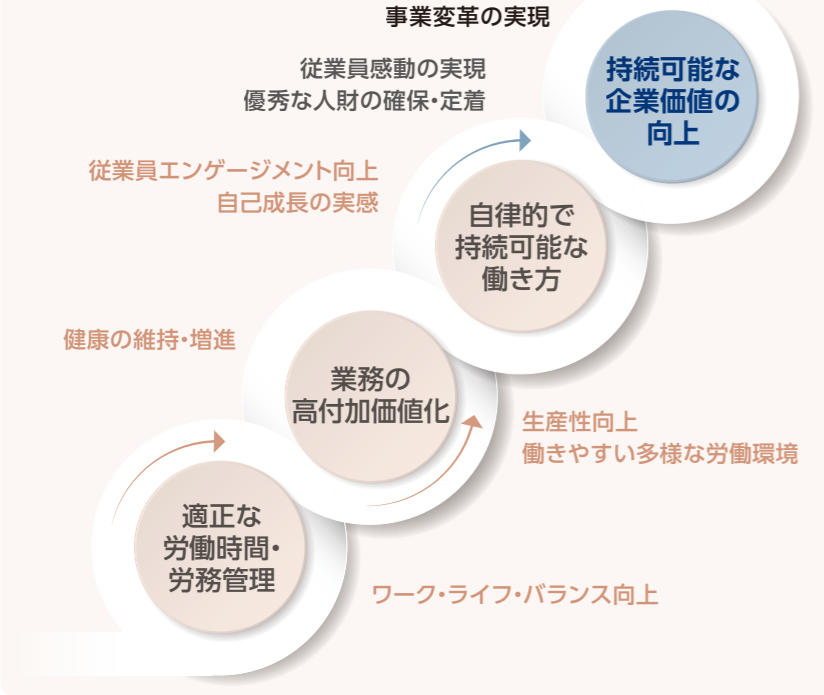 事業変革の実現
従業員感動の実現
優秀な人財の確保・定着
持続可能な
企業価値の
向上
従業員エンゲージメント向上
自己成長の実感
自律的で
持続可能な
働き方
健康の維持・増進
業務の
高付加価値化
生産性向上
働きやすい多様な労働環境
適正な
労働時間・
労務管理
ワーク・ライフ・バランス向上